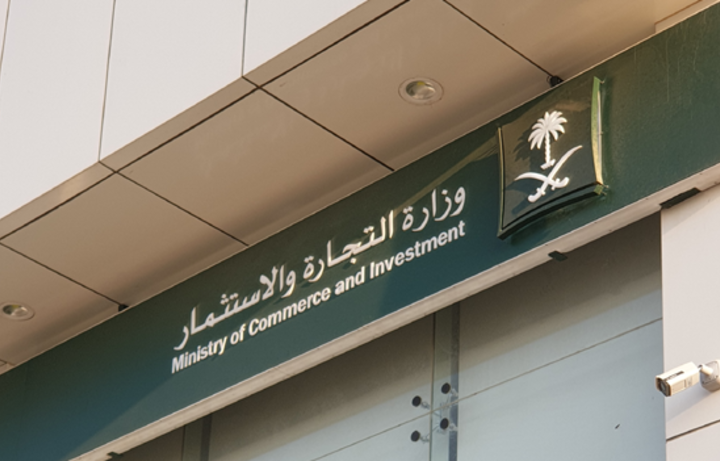 وزارة التجارة والاستثمار
Ministry of Commerce and Investment